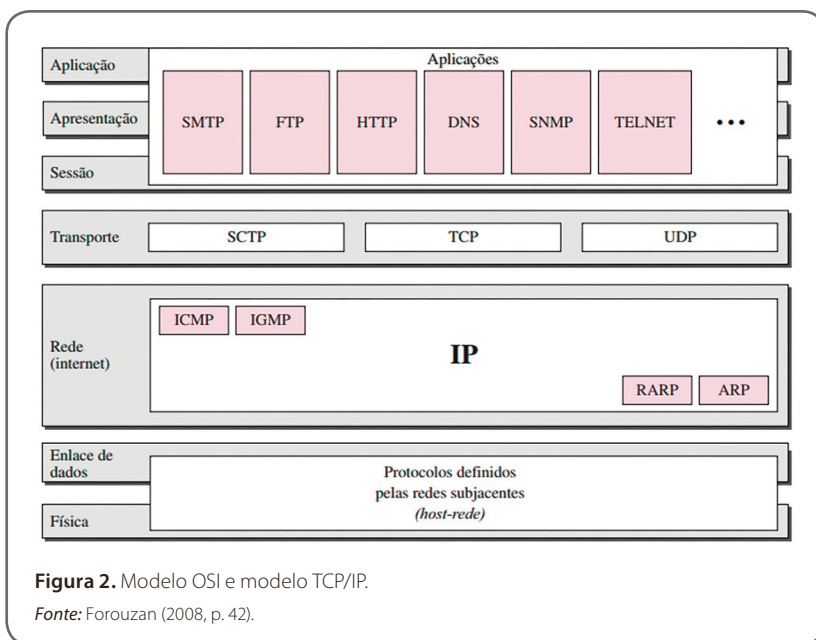 Aplicação
Aplicações
Apresentação
SMTP
FTP
HTTP
DNS
SNMP
TELNET
...
Sessão
Transporte
SCTP
TCP
UDP
Rede
(internet)
ICMP
IGMP
IP
RARP
ARP
Enlace de
dados
Protocolos definidos
pelas redes subjacentes
(host-rede)
Física
Figura 2. Modelo OSI e modelo TCP/IP.
Fonte: Forouzan (2008, p. 42).